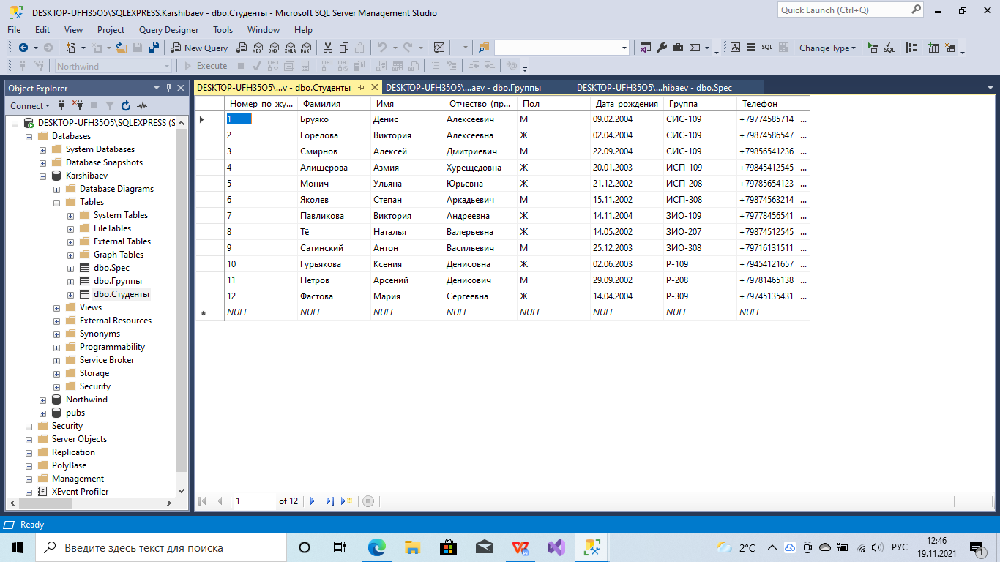 DESKTOP-UFH35O5\SQLEXPRESS.Karshibaev - dbo.Студенты - Microsoft SQL Server Management Studio
Quick Launch (Ctrl+Q)
File Edit View Project Query Designer Tools Window Help
New Query MDX DMX XMLA DAX SQL Change Type SQL
Northwind Execute
Object Explorer
DESKTOP-UFH35O5\...v - dbo.Студенты DESKTOP-UFH35O5\...aev - dbo.Группы DESKTOP-UFH35O5\...hibaev - dbo.Spec
Connect
DESKTOP-UFH35O5\SQLEXPRESS (S
Databases
System Databases
Database Snapshots
Karshibaev
Database Diagrams
Tables
System Tables
FileTables
External Tables
Graph Tables
dbo.Spec
dbo.Группы
dbo.Студенты
Views
External Resources
Synonyms
Programmability
Service Broker
Storage
Security
Northwind
pubs
Security
Server Objects
Replication
PolyBase
Management
XEvent Profiler
Номер_по_жу... Фамилия Имя Отчество_(пр... Пол Дата_рождения Группа Телефон
1 Бруяко Денис Алексеевич М 09.02.2004 СИС-109 +79774585714 ...
2 Горелова Виктория Алексеевна Ж 02.04.2004 СИС-109 +79874586547 ...
3 Смирнов Алексей Дмитриевич М 22.09.2004 СИС-109 +79856541236 ...
4 Алишерова Азмия Хурещедовна Ж 20.01.2003 ИСП-109 +79845412545 ...
5 Монич Ульяна Юрьевна Ж 21.12.2002 ИСП-208 +79785654123 ...
6 Яколев Степан Аркадьевич М 15.11.2002 ИСП-308 +79874563214 ...
7 Павликова Виктория Андреевна Ж 14.11.2004 ЗИО-109 +79778456541 ...
8 Тё Наталья Валерьевна Ж 14.05.2002 ЗИО-207 +79874512545 ...
9 Сатинский Антон Васильевич М 25.12.2003 ЗИО-308 +79716131511 ...
10 Гурьякова Ксения Денисовна Ж 02.06.2003 Р-109 +79454121657 ...
11 Петров Арсений Денисович М 29.09.2002 Р-208 +79781465138 ...
12 Фастова Мария Сергеевна Ж 14.04.2004 Р-309 +79745135431 ...
NULL NULL NULL NULL NULL NULL NULL NULL
1 of 12
Ready
Введите здесь текст для поиска
2°C РУС 12:46
19.11.2021 1